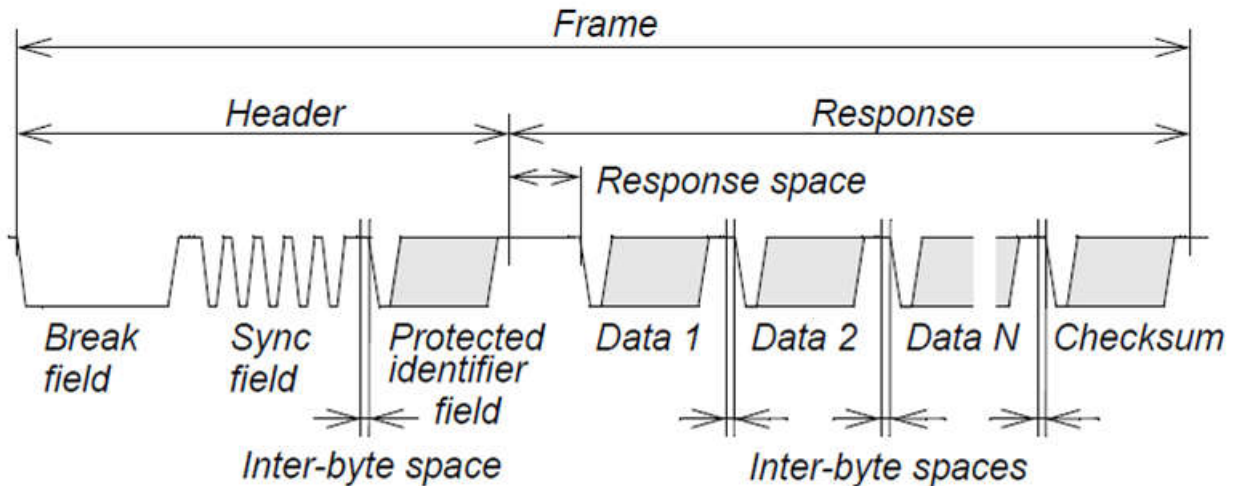 Frame
Header
Response
Response space
Break
field
Sync
field
Protected
identifier
field
Data 1
Data 2
Data N
Checksum
Inter-byte space
Inter-byte spaces